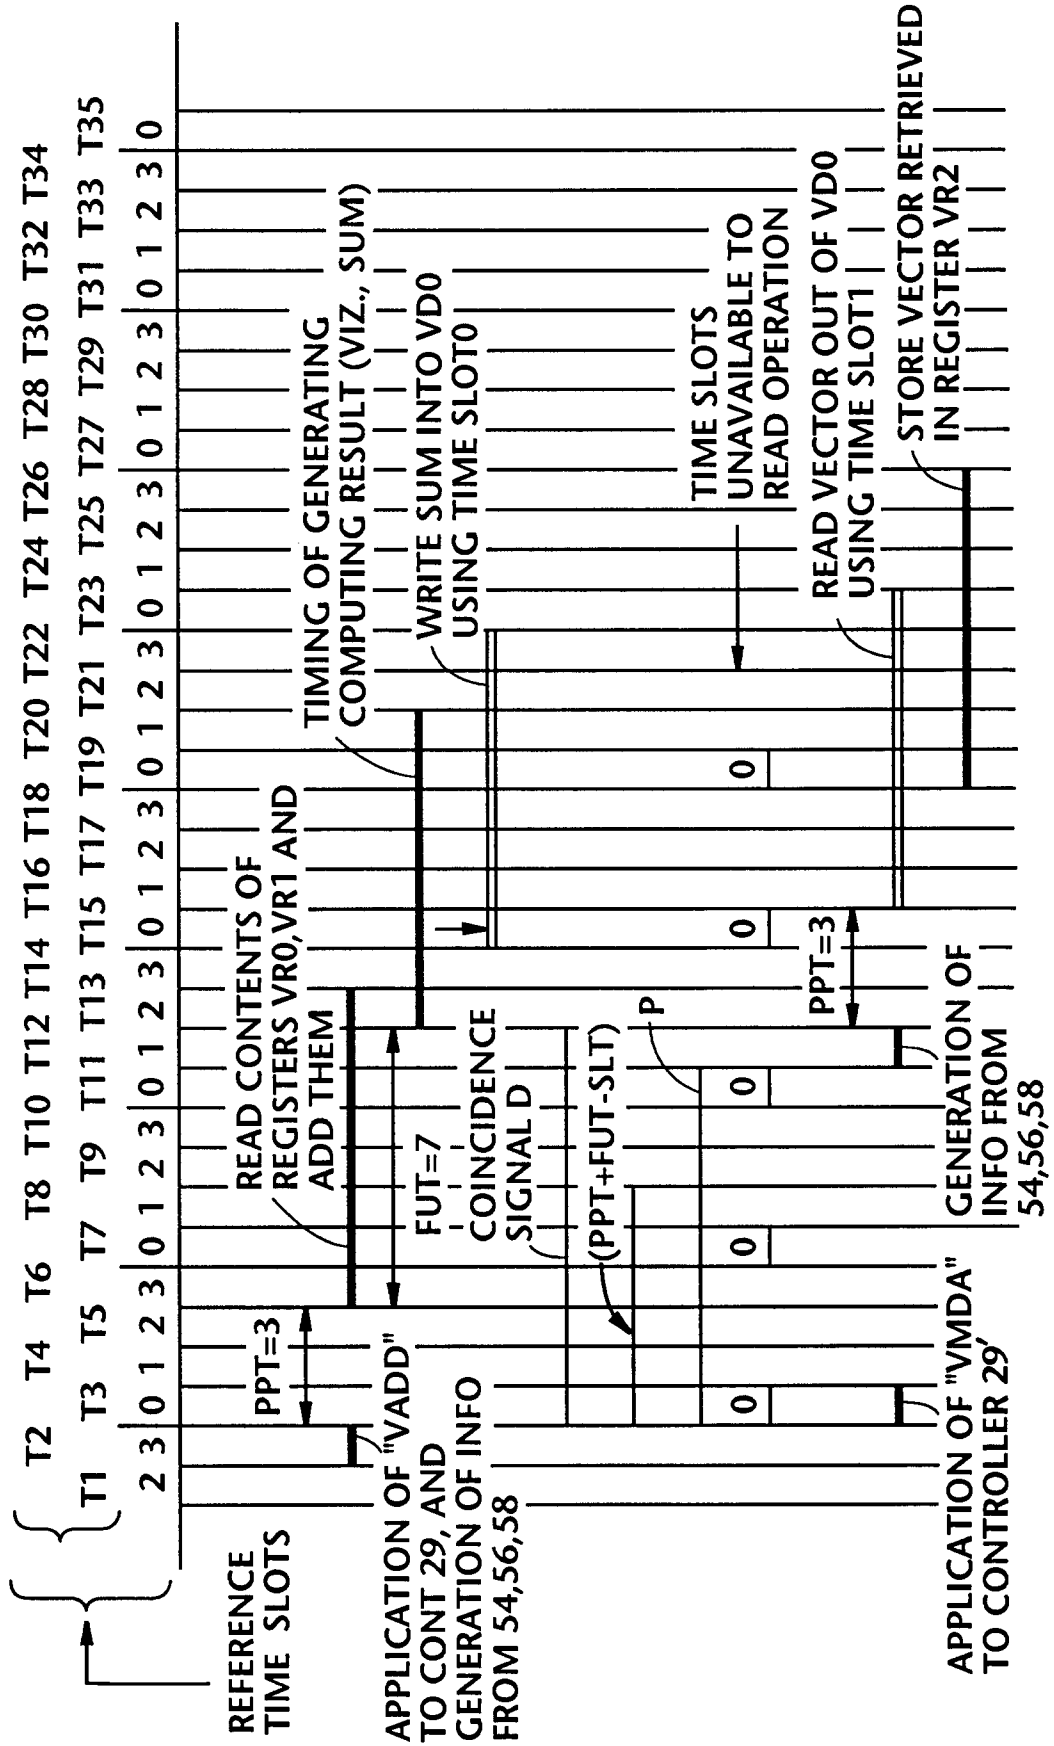 T2 T4 T6 T8 T10 T12 T14 T16 T18 T20 T22 T24 T26 T28 T30 T32 T34
T1 T3 T5 T7 T9 T11 T13 T15 T17 T19 T21 T23 T25 T27 T29 T31 T33 T35
2 3 0 1 2 3 0 1 2 3 0 1 2 3 0 1 2 3 0 1 2 3 0 1 2 3 0 1 2 3 0 1 2 3 0
REFERENCE
TIME SLOTS
PPT=3
READ CONTENTS OF
REGISTERS VR0,VR1 AND
ADD THEM
TIMING OF GENERATING
COMPUTING RESULT (VIZ., SUM)
APPLICATION OF "VADD"
TO CONT 29, AND
GENERATION OF INFO
FROM 54,56,58
FUT=7
WRITE SUM INTO VD0
USING TIME SLOT0
COINCIDENCE
SIGNAL D
(PPT+FUT-SLT)
P
TIME SLOTS
UNAVAILABLE TO
READ OPERATION
0 0 0 0 0
PPT=3
READ VECTOR OUT OF VD0
USING TIME SLOT1
STORE VECTOR RETRIEVED
IN REGISTER VR2
APPLICATION OF "VMDA"
TO CONTROLLER 29'
GENERATION OF
INFO FROM
54,56,58